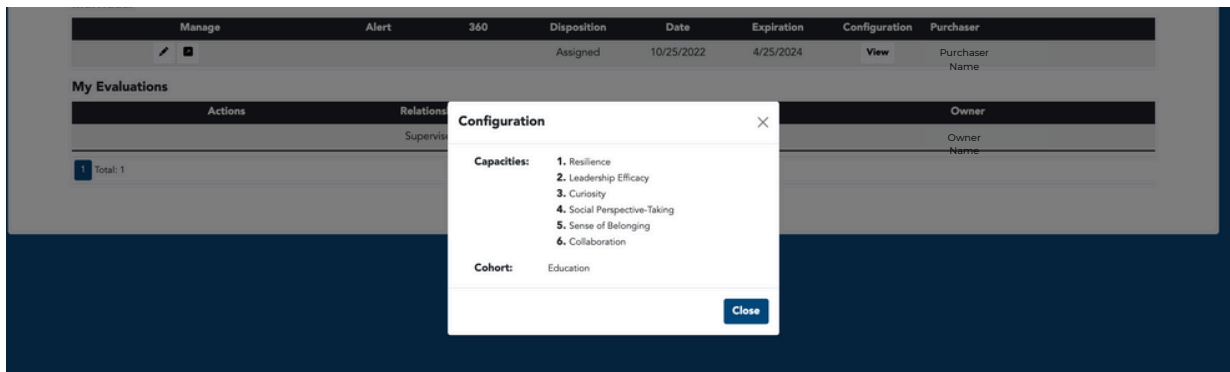 Manage Alert 360 Disposition Date Expiration Configuration Purchaser
Assigned 10/25/2022 4/25/2024 View Purchaser
Name
My Evaluations
Actions Relations Owner
Supervis Owner
Name
1 Total: 1
Configuration ×
Capacities: 1. Resilience
2. Leadership Efficacy
3. Curiosity
4. Social Perspective-Taking
5. Sense of Belonging
6. Collaboration
Cohort: Education
Close